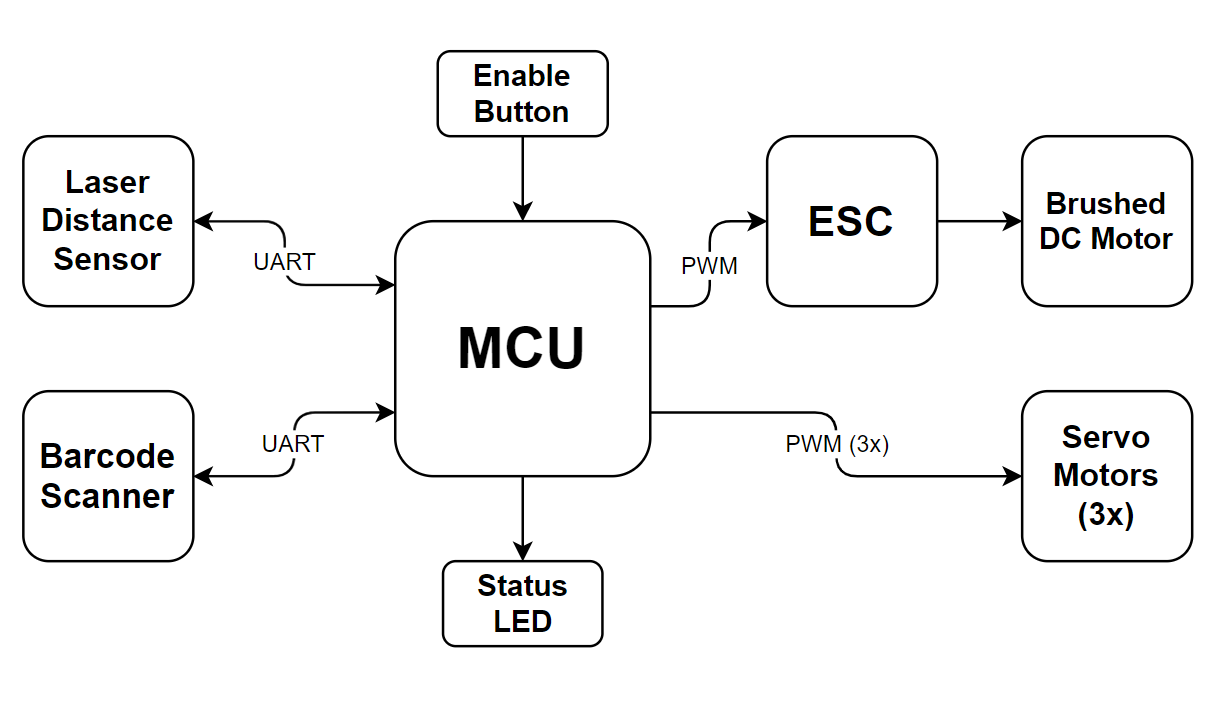 Enable
Button
Laser
Distance
Sensor
UART
MCU
PWM
ESC
Brushed
DC Motor
Barcode
Scanner
UART
PWM (3x)
Servo
Motors
(3x)
Status
LED